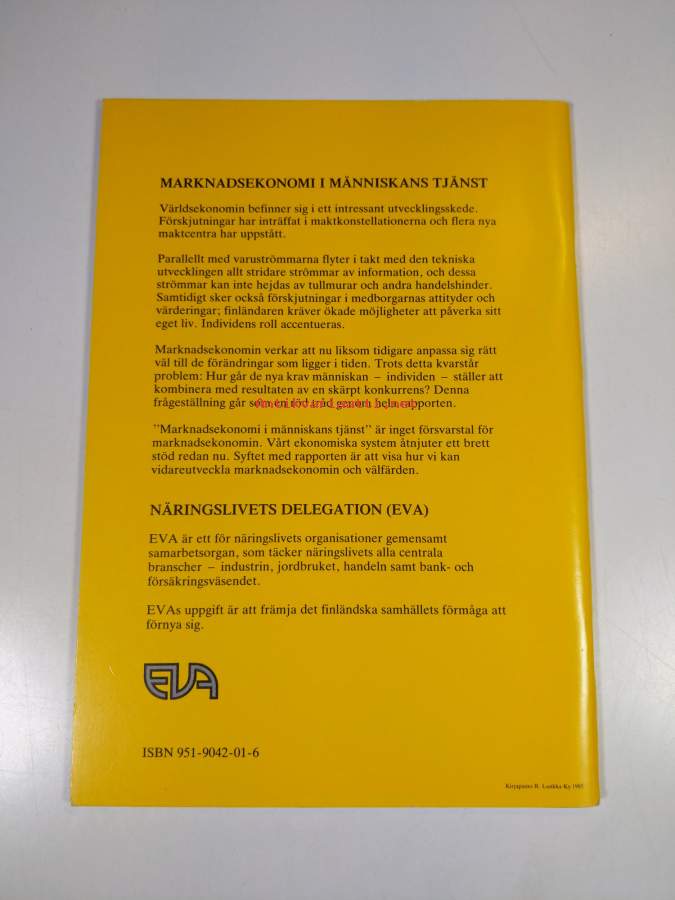 MARKNADSEKONOMI I MÄNNISKANS TJÄNST
Världsekonomin befinner sig i ett intressant utvecklingsskede.
Förskjutningar har inträffat i maktkonstellationerna och flera nya
maktcentra har uppstått.
Parallellt med varuströmmarna flyter i takt med den tekniska
utvecklingen allt stridare strömmar av information, och dessa
strömmar kan inte hejdas av tullmurar och andra handelshinder.
Samtidigt sker också förskjutningar i medborgarnas attityder och
värderingar; finländaren kräver ökade möjligheter att påverka sitt
eget liv. Individens roll accentueras.
Marknadsekonomin verkar att nu liksom tidigare anpassa sig rätt
väl till de förändringar som ligger i tiden. Trots detta kvarstår
problem: Hur går de nya krav människan – individen – ställer att
kombinera med resultaten av en skärpt konkurrens? Denna
frågeställning går som en röd tråd genom hela rapporten.
Antikvariaatti.net
"Marknadsekonomi i människans tjänst" är inget försvarstal för
marknadsekonomin. Vårt ekonomiska system åtnjuter ett brett
stöd redan nu. Syftet med rapporten är att visa hur vi kan
vidareutveckla marknadsekonomin och välfärden.
NÄRINGSLIVETS DELEGATION (EVA)
EVA är ett för näringslivets organisationer gemensamt
samarbetsorgan, som täcker näringslivets alla centrala
branscher – industrin, jordbruket, handeln samt bank- och
försäkringsväsendet.
EVAs uppgift är att främja det finländska samhällets förmåga att
förnya sig.
EVA
ISBN 951-9042-01-6
Kirjapaino R. Lunkka Ky